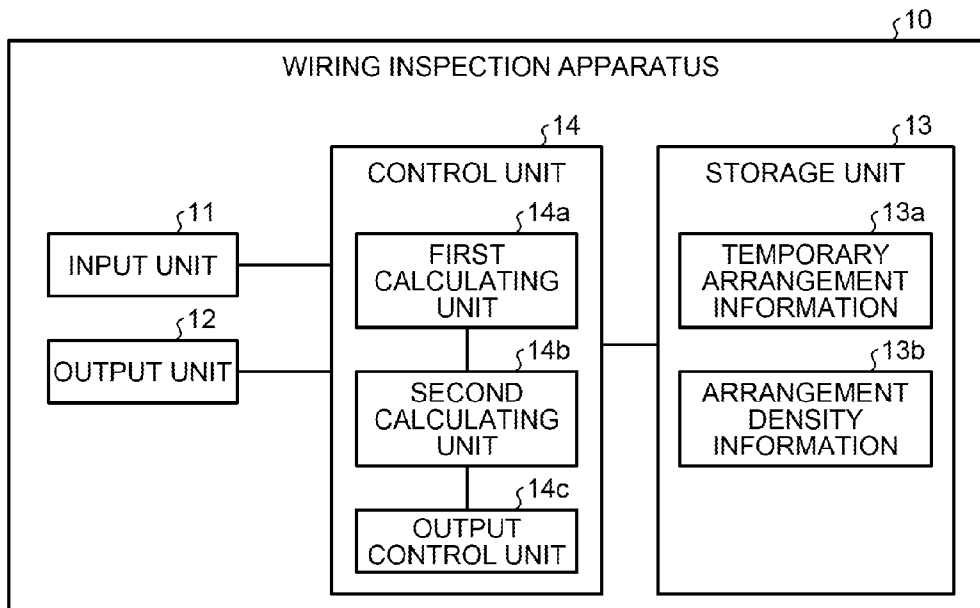 10
WIRING INSPECTION APPARATUS
14
CONTROL UNIT
13
STORAGE UNIT
11
INPUT UNIT
12
OUTPUT UNIT
14a
FIRST
CALCULATING
UNIT
14b
SECOND
CALCULATING
UNIT
14c
OUTPUT
CONTROL UNIT
13a
TEMPORARY
ARRANGEMENT
INFORMATION
13b
ARRANGEMENT
DENSITY
INFORMATION